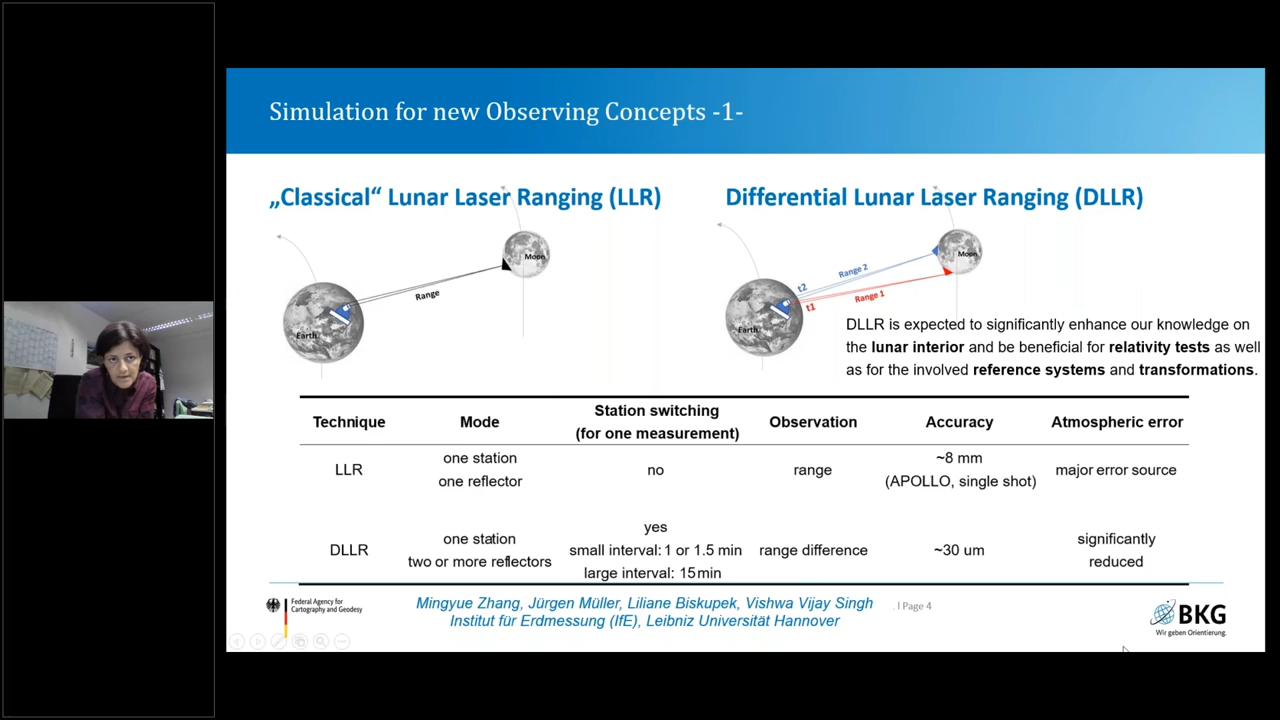 Simulation for new Observing Concepts -1-
„Classical“ Lunar Laser Ranging (LLR)
Moon
Range
Earth
Differential Lunar Laser Ranging (DLLR)
Moon
Range 2
t2
Range 1
t1
Earth
DLLR is expected to significantly enhance our knowledge on
the lunar interior and be beneficial for relativity tests as well
as for the involved reference systems and transformations.
Technique Mode Station switching (for one measurement) Observation Accuracy Atmospheric error
LLR one station one reflector no range ~8 mm (APOLLO, single shot) major error source
DLLR one station two or more reflectors yes small interval: 1 or 1.5 min large interval: 15 min range difference ~30 um significantly reduced
Federal Agency for
Cartography and Geodesy
Mingyue Zhang, Jürgen Müller, Liliane Biskupek, Vishwa Vijay Singh
Institut für Erdmessung (IfE), Leibniz Universität Hannover
. I Page 4
BKG
Wir geben Orientierung.